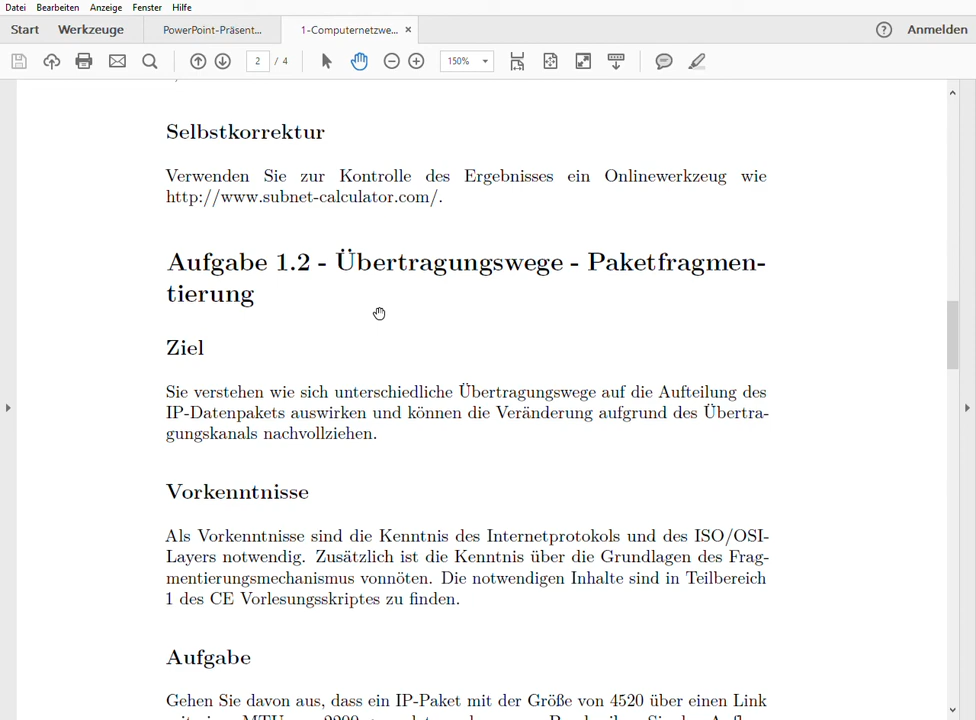 Datei Bearbeiten Anzeige Fenster Hilfe
Start Werkzeuge PowerPoint-Präsent... 1-Computernetzwe... × ? Anmelden
2 / 4 150%
Selbstkorrektur
Verwenden Sie zur Kontrolle des Ergebnisses ein Onlinewerkzeug wie
http://www.subnet-calculator.com/.
Aufgabe 1.2 - Übertragungswege - Paketfragmen-
tierung
Ziel
Sie verstehen wie sich unterschiedliche Übertragungswege auf die Aufteilung des
IP-Datenpakets auswirken und können die Veränderung aufgrund des Übertra-
gungskanals nachvollziehen.
Vorkenntnisse
Als Vorkenntnisse sind die Kenntnis des Internetprotokols und des ISO/OSI-
Layers notwendig. Zusätzlich ist die Kenntnis über die Grundlagen des Frag-
mentierungsmechanismus vonnöten. Die notwendigen Inhalte sind in Teilbereich
1 des CE Vorlesungsskriptes zu finden.
Aufgabe
Gehen Sie davon aus, dass ein IP-Paket mit der Größe von 4520 über einen Link